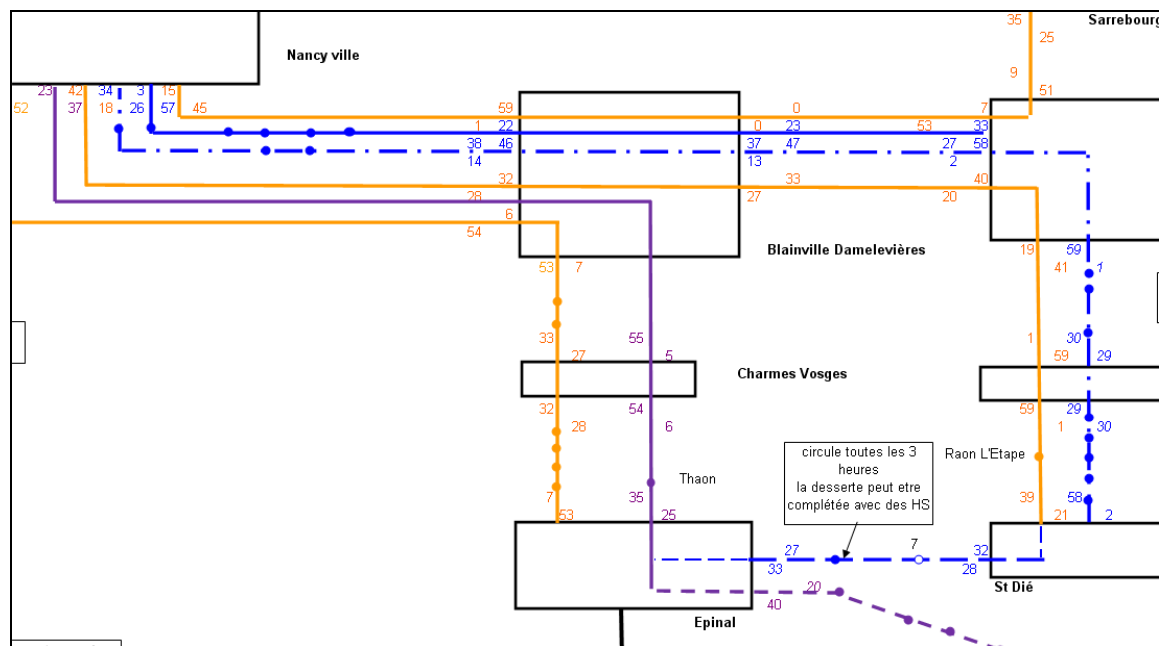 35
Sarrebourg
25
Nancy ville
9
23 42 34 3 15
51
52 37 18 26 57 45
59 0 7
1 22 0 23 53 33
38 46 37 47 27 58
14 13 2
32 33 40
28 27 20
6
54
Blainville Damelevières
19 59
53 7 41 1
33 55 1 30
27 5 59 29
Charmes Vosges
32 54 59 29
28 6 1 30
circule toutes les 3
heures
la desserte peut etre
complétée avec des HS
Raon L'Etape
Thaon
7 35 39 58
53 25 21 2
7
27 32
33 28
20
St Dié
40
Epinal